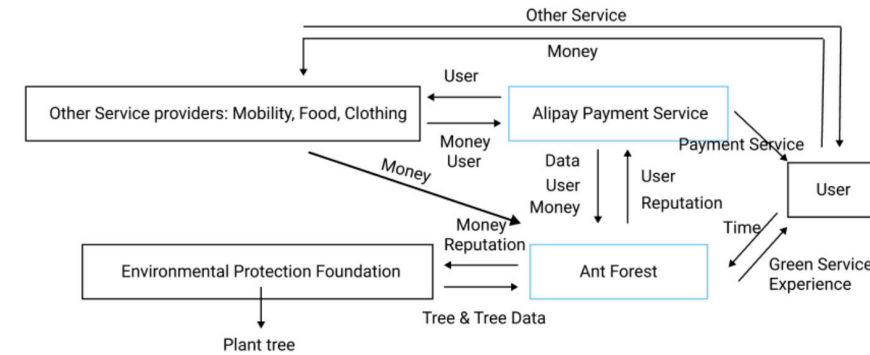 Other Service
Money
User
Other Service providers: Mobility, Food, Clothing
Alipay Payment Service
Money
User
Payment Service
Money
Data
User
Money
User
Reputation
User
Time
Money
Reputation
Environmental Protection Foundation
Ant Forest
Green Service
Experience
Tree & Tree Data
Plant tree